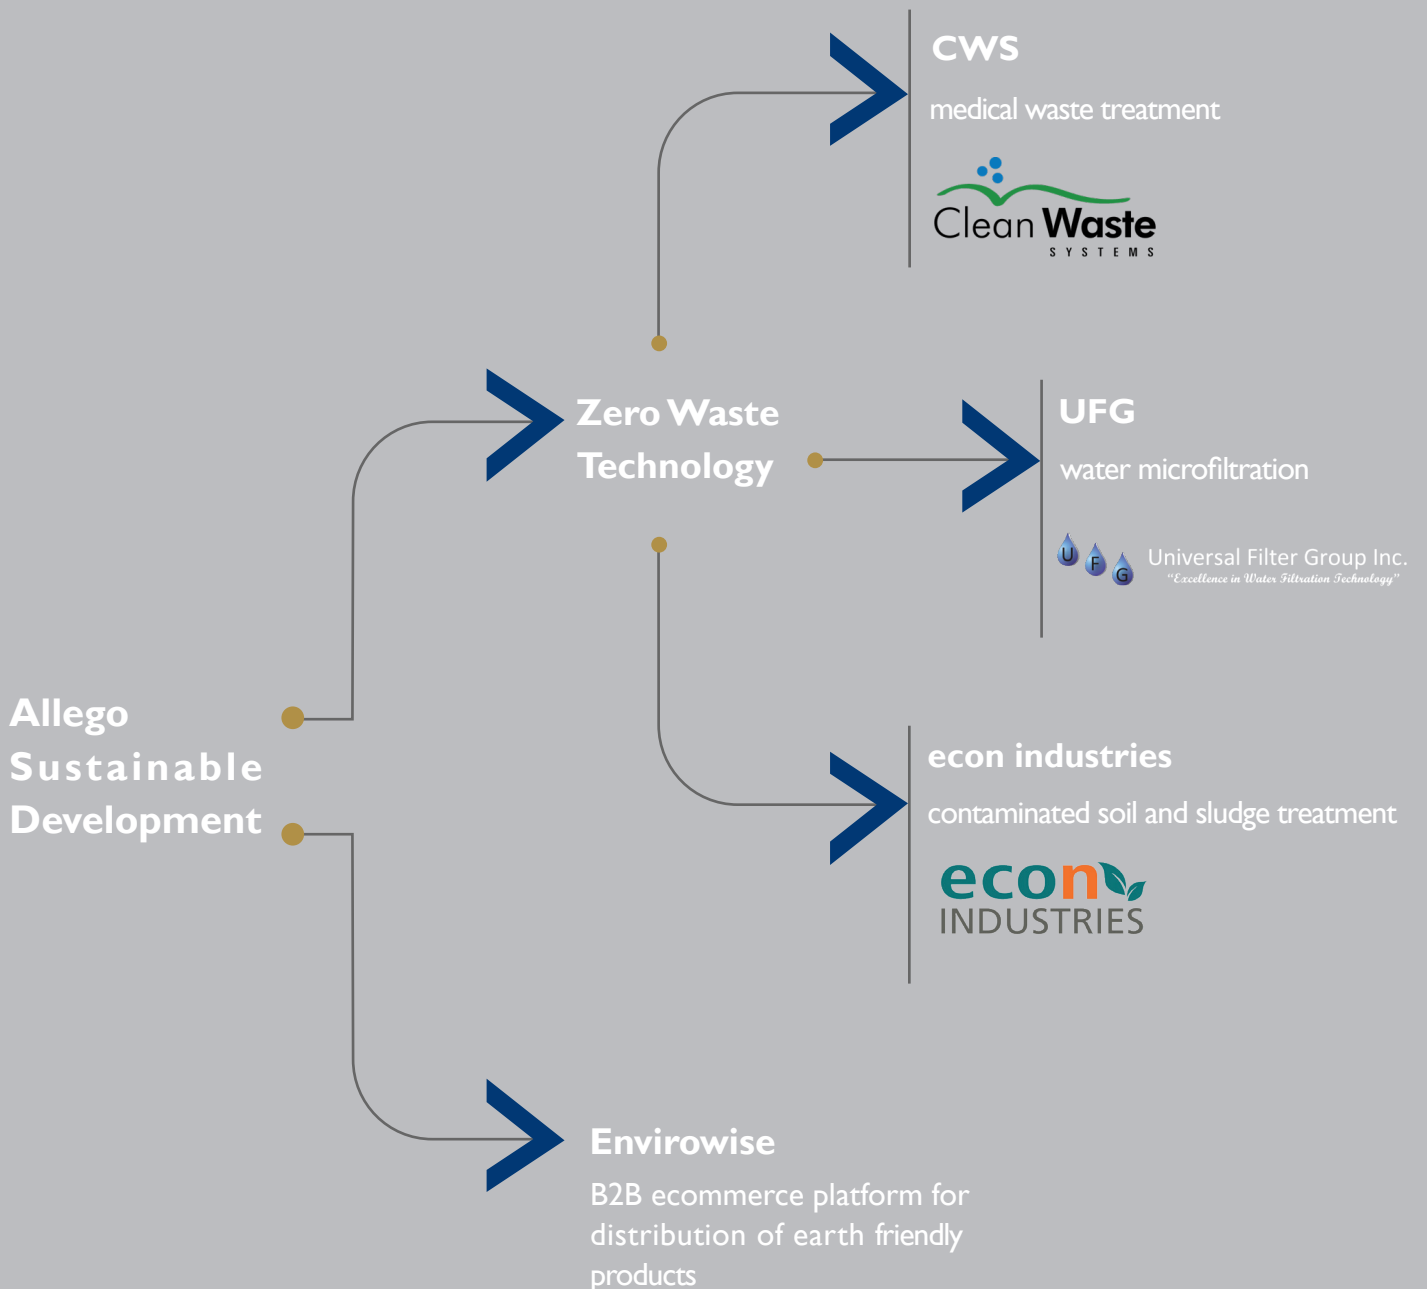 CWS
medical waste treatment
Clean Waste
SYSTEMS
Zero Waste
Technology
UFG
water microfiltration
U F G
Universal Filter Group Inc.
"Excellence in Water Filtration Technology"
Allego
Sustainable
Development
econ industries
contaminated soil and sludge treatment
econ
INDUSTRIES
Envirowise
B2B ecommerce platform for
distribution of earth friendly
products